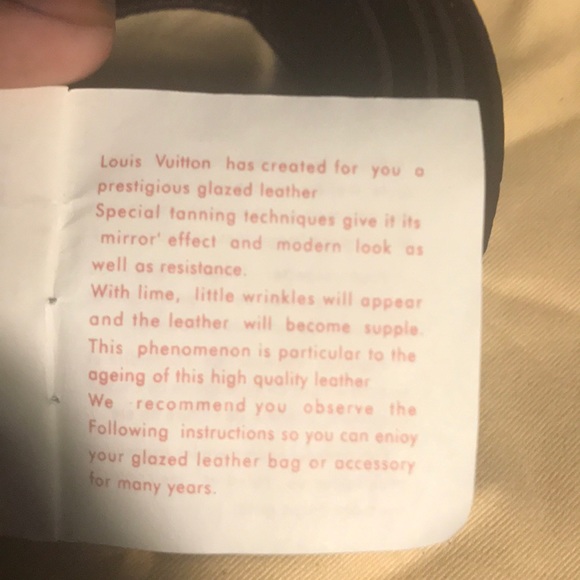 Louis Vuitton has created for you a
prestigious glazed leather
Special tanning techniques give it its
mirror' effect and modern look as
well as resistance.
With lime, little wrinkles will appear
and the leather will become supple.
This phenomenon is particular to the
ageing of this high quality leather
We recommend you observe the
Following instructions so you can enioy
your glazed leather bag or accessory
for many years.